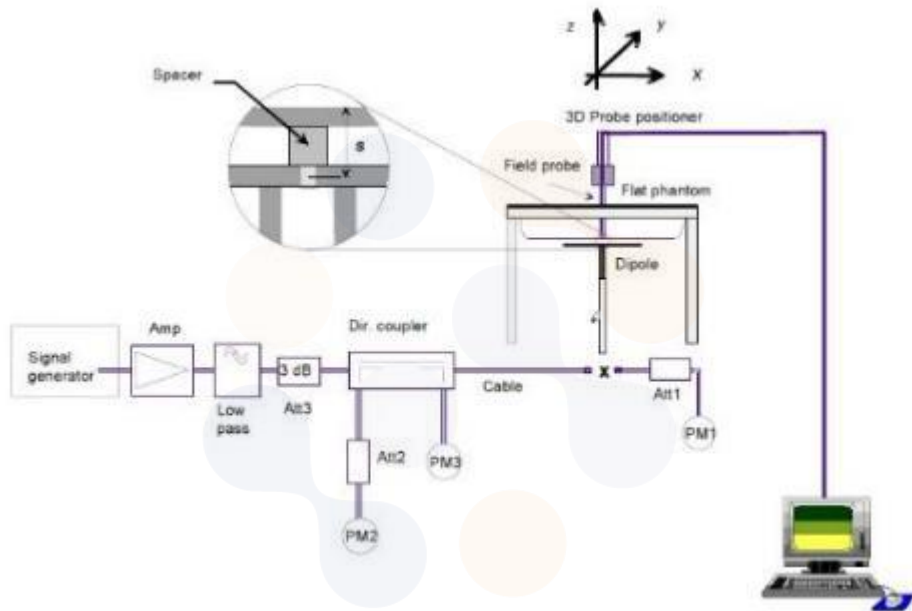 z
y
x
Spacer
s
3D Probe positioner
Field probe
Flat phantom
Dipole
Signal
generator
Amp
Low
pass
3 dB
Att3
Dir. coupler
Cable
x
Att1
PM1
Att2
PM3
PM2